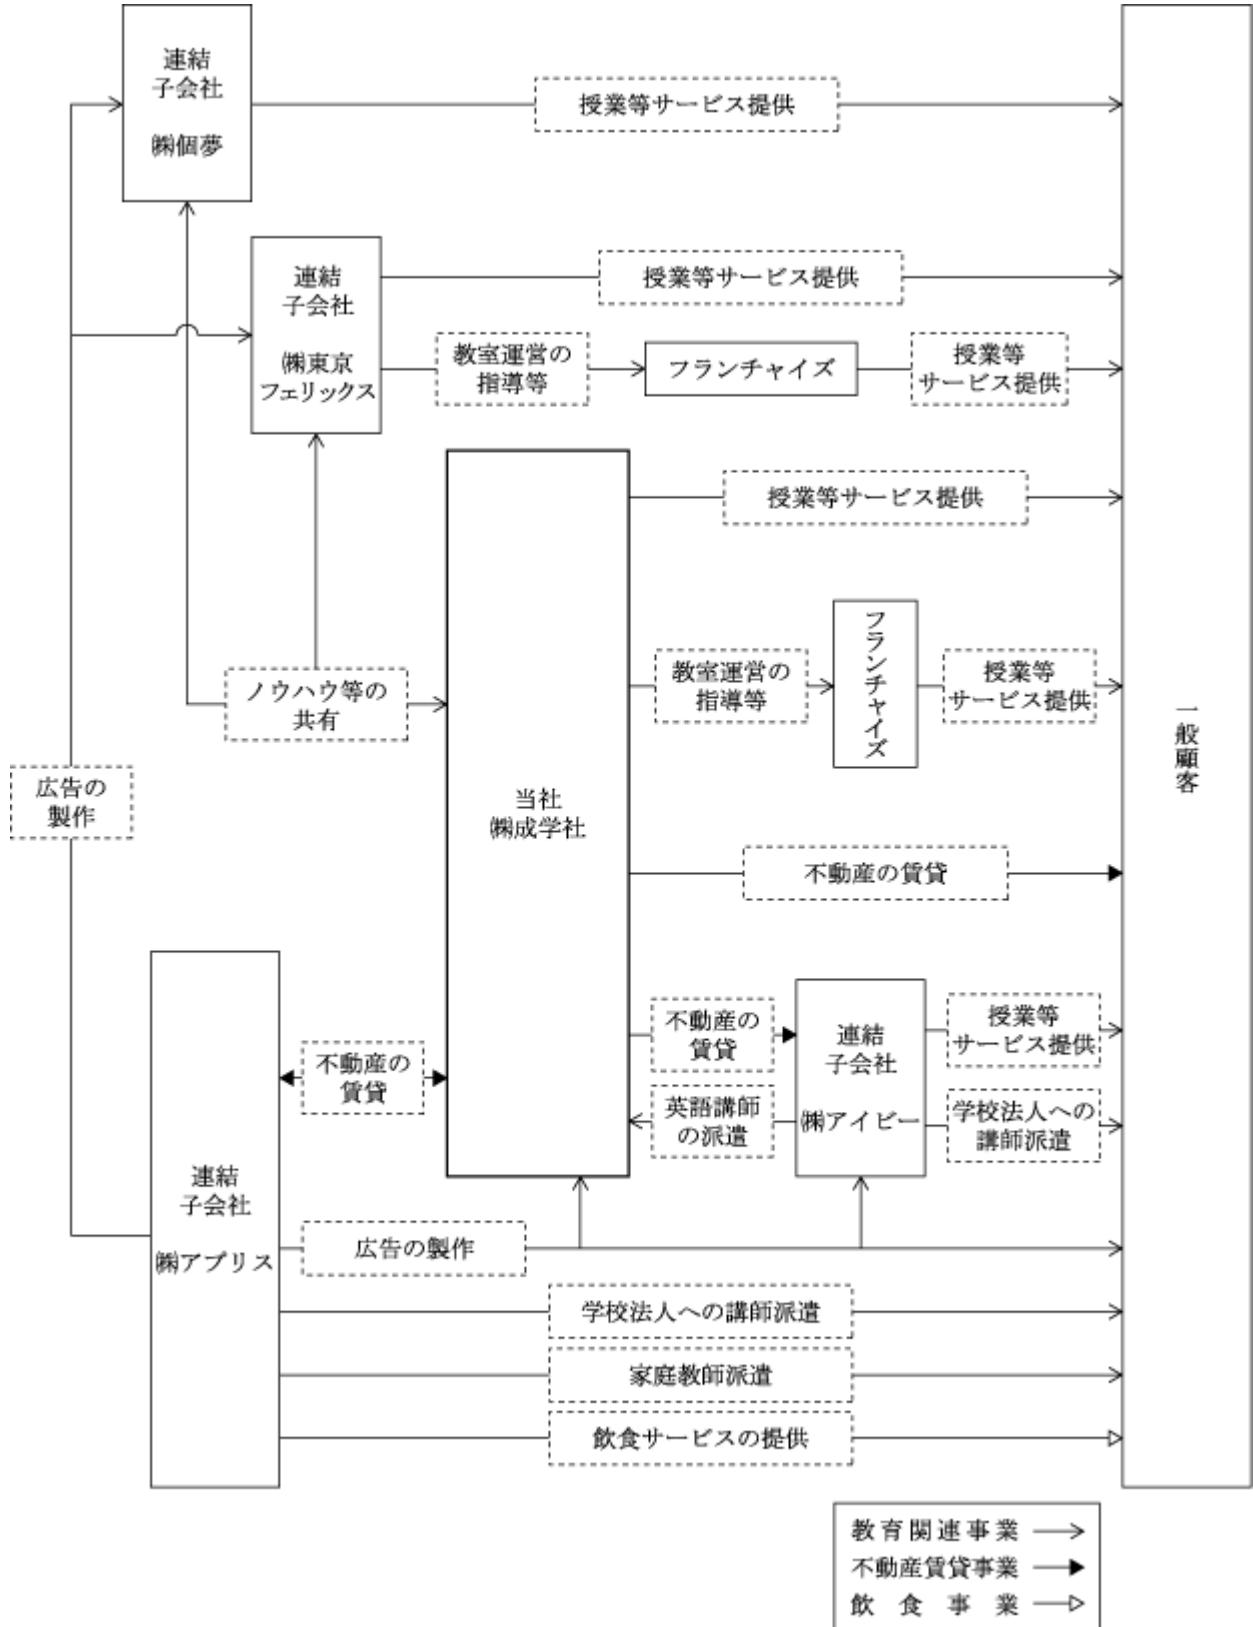 連結
子会社
㈱個夢
授業等サービス提供
連結
子会社
㈱東京
フェリックス
授業等サービス提供
教室運営の
指導等
フランチャイズ
授業等
サービス提供
授業等サービス提供
ノウハウ等の
共有
教室運営の
指導等
フランチャイズ
授業等
サービス提供
一般顧客
広告の
製作
当社
㈱成学社
不動産の賃貸
不動産の
賃貸
不動産の
賃貸
英語講師
の派遣
連結
子会社
㈱アイビー
授業等
サービス提供
学校法人への
講師派遣
連結
子会社
㈱アプリス
広告の製作
学校法人への講師派遣
家庭教師派遣
飲食サービスの提供
教育関連事業
不動産賃貸事業
飲食事業